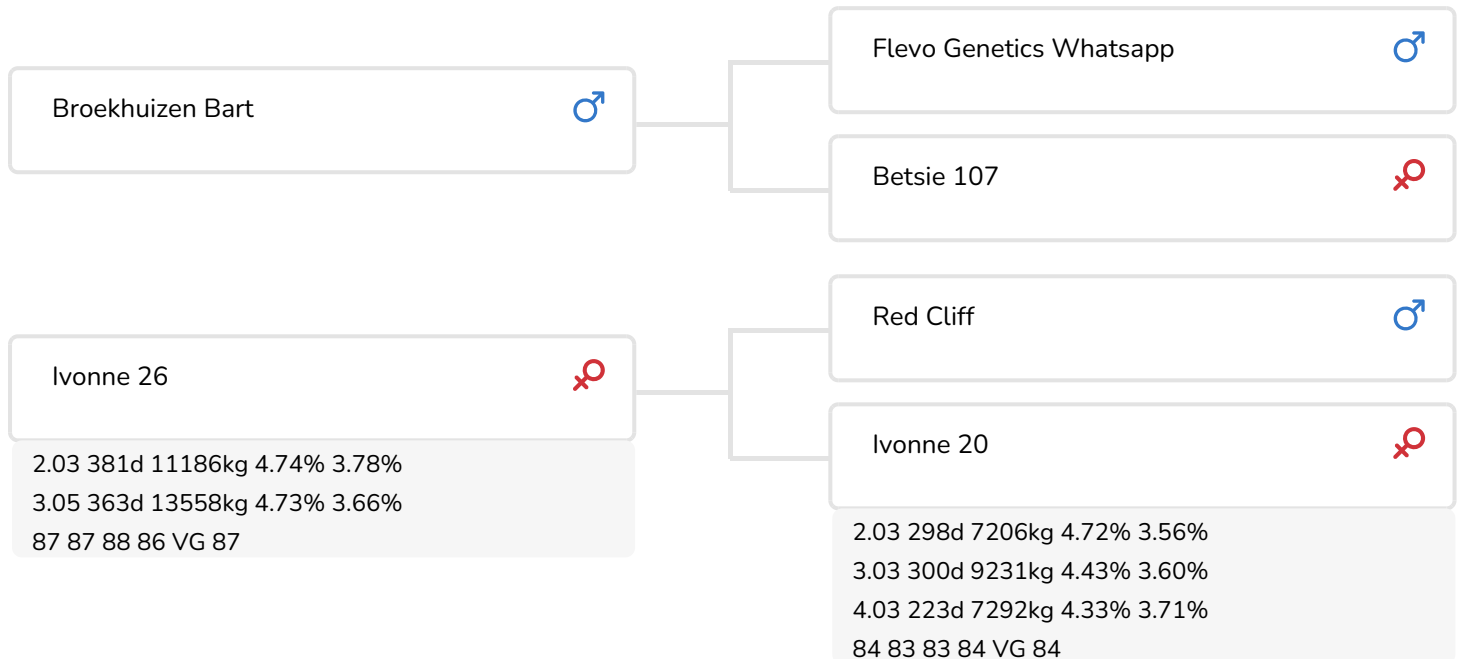 Flevo Genetics Whatsapp
Broekhuizen Bart
Betsie 107
Red Cliff
Ivonne 26
2.03 381d 11186kg 4.74% 3.78%
3.05 363d 13558kg 4.73% 3.66%
87 87 88 86 VG 87
Ivonne 20
2.03 298d 7206kg 4.72% 3.56%
3.03 300d 9231kg 4.43% 3.60%
4.03 223d 7292kg 4.33% 3.71%
84 83 83 84 VG 84